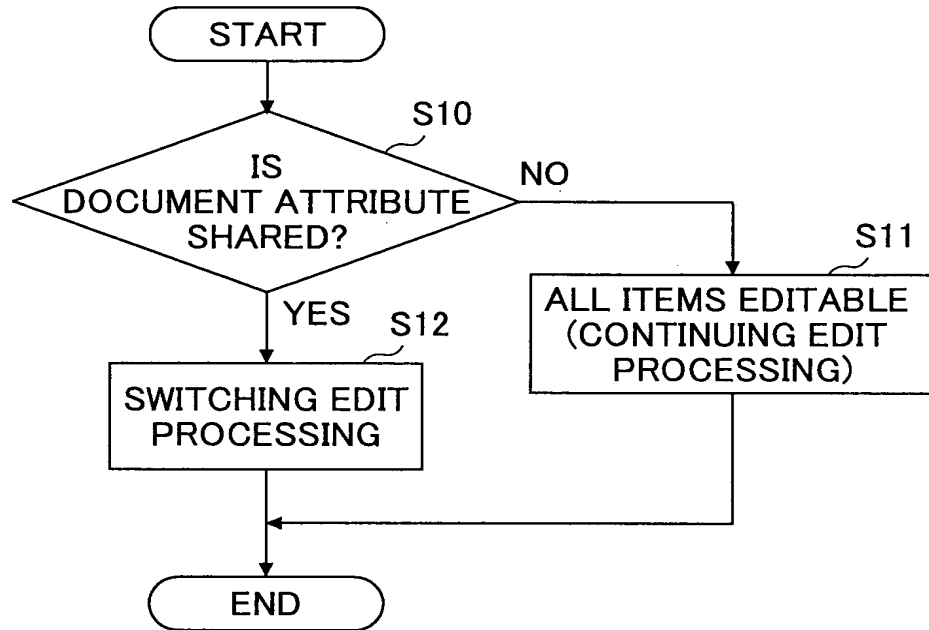 START
S10
IS
DOCUMENT ATTRIBUTE
SHARED?
NO
S11
ALL ITEMS EDITABLE
(CONTINUING EDIT
PROCESSING)
YES
S12
SWITCHING EDIT
PROCESSING
END